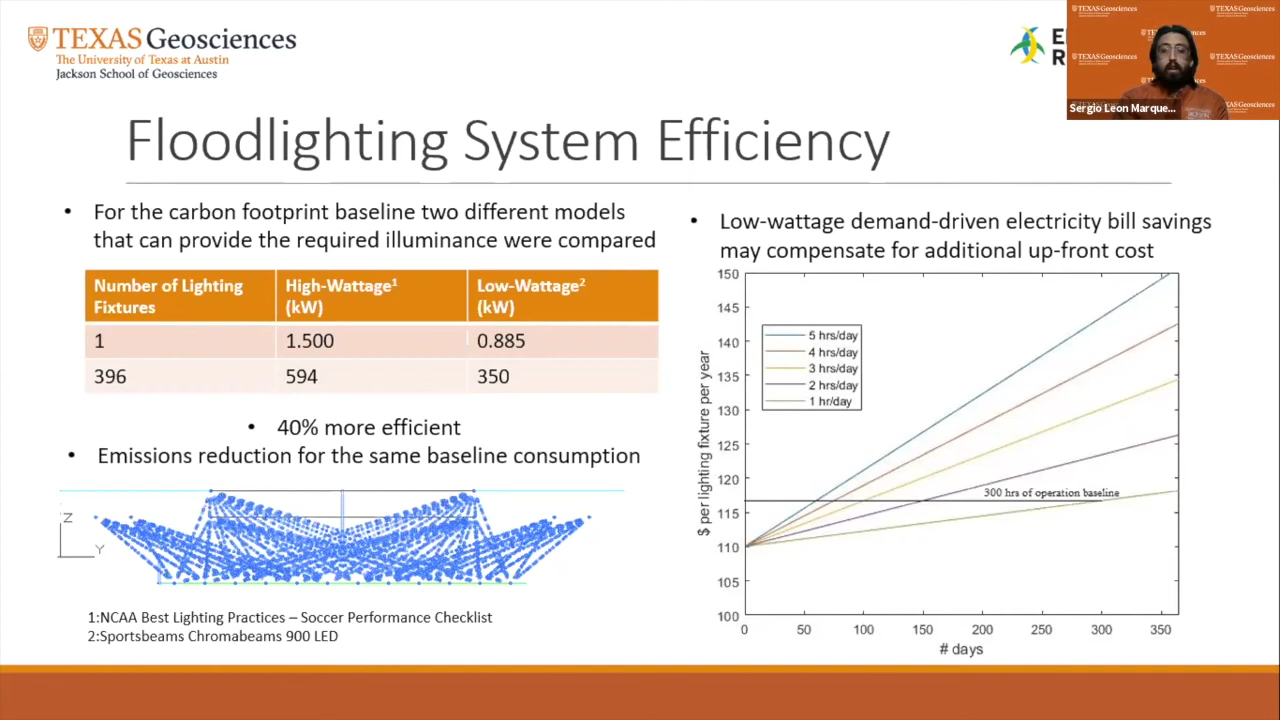 TEXAS Geosciences
The University of Texas at Austin
Jackson School of Geosciences
TEXAS Geosciences
TEXAS Geosciences
Sergio Leon Marque...
Floodlighting System Efficiency
• For the carbon footprint baseline two different models
that can provide the required illuminance were compared
Number of Lighting Fixtures
High-Wattage¹ (kW)
Low-Wattage² (kW)
1 1.500 0.885
396 594 350
• 40% more efficient
• Emissions reduction for the same baseline consumption
Z
Y
1:NCAA Best Lighting Practices – Soccer Performance Checklist
2:Sportsbeams Chromabeams 900 LED
• Low-wattage demand-driven electricity bill savings
may compensate for additional up-front cost
150
145
140
135
130
125
120
115
110
105
100
$ per lighting fixture per year
5 hrs/day
4 hrs/day
3 hrs/day
2 hrs/day
1 hr/day
300 hrs of operation baseline
0 50 100 150 200 250 300 350
# days